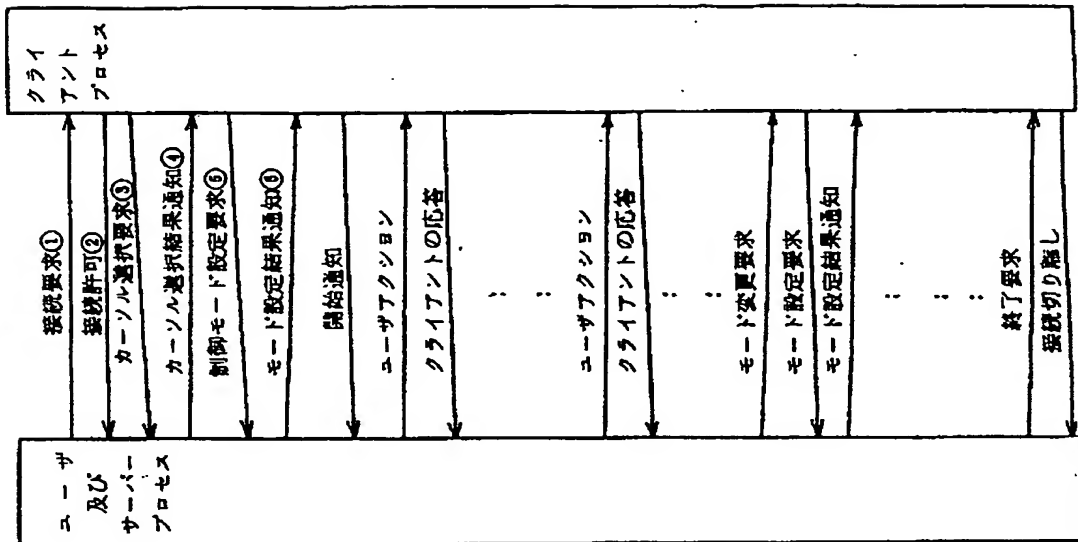 クライ
アント
プロセス
接続要求①
接続許可②
カーソル選択要求③
カーソル選択結果通知④
制御モード設定要求⑤
モード設定結果通知⑥
開始通知
ユーザアクション
クライアントの応答
：
：
ユーザアクション
クライアントの応答
：
：
モード変更要求
モード設定要求
モード設定結果通知
：
：
：
終了要求
接続切り離し
ユーザ
及び
サーバー
プロセス